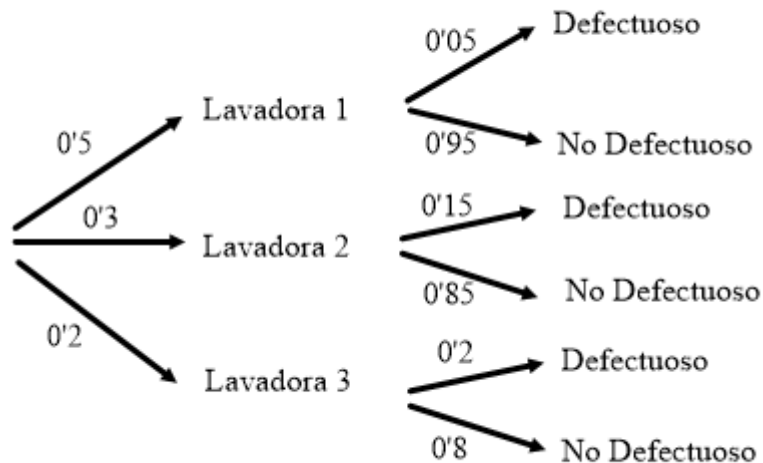 Defectuoso
0'05
Lavadora 1
0'5
0'95
No Defectuoso
0'15
Defectuoso
0'3
Lavadora 2
0'85
No Defectuoso
0'2
0'2
Defectuoso
Lavadora 3
0'8
No Defectuoso